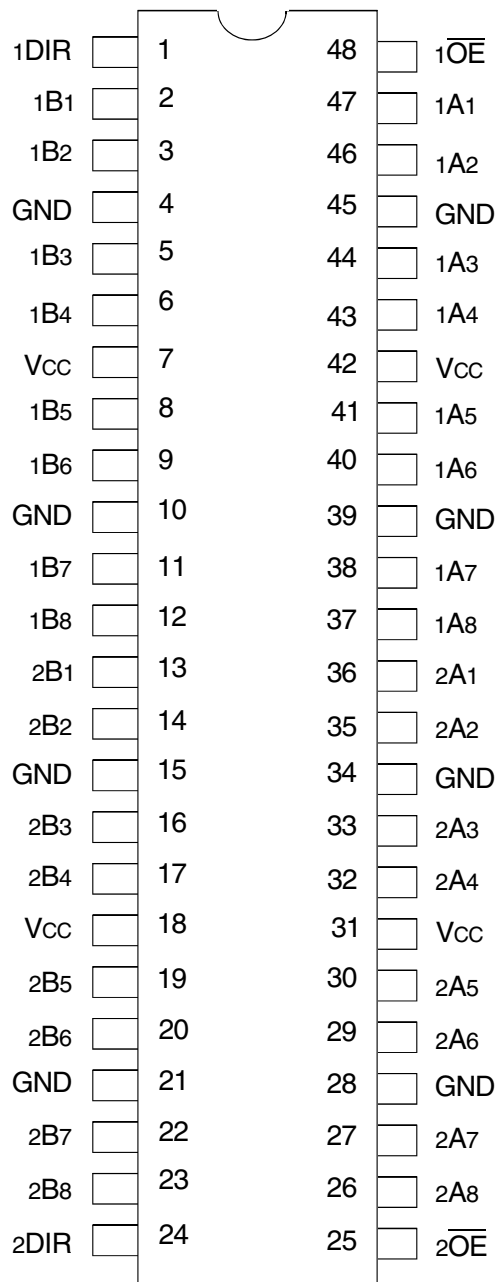 1DIR 1 48 1O̅E̅
1B1 2 47 1A1
1B2 3 46 1A2
GND 4 45 GND
1B3 5 44 1A3
1B4 6 43 1A4
VCC 7 42 VCC
1B5 8 41 1A5
1B6 9 40 1A6
GND 10 39 GND
1B7 11 38 1A7
1B8 12 37 1A8
2B1 13 36 2A1
2B2 14 35 2A2
GND 15 34 GND
2B3 16 33 2A3
2B4 17 32 2A4
VCC 18 31 VCC
2B5 19 30 2A5
2B6 20 29 2A6
GND 21 28 GND
2B7 22 27 2A7
2B8 23 26 2A8
2DIR 24 25 2O̅E̅